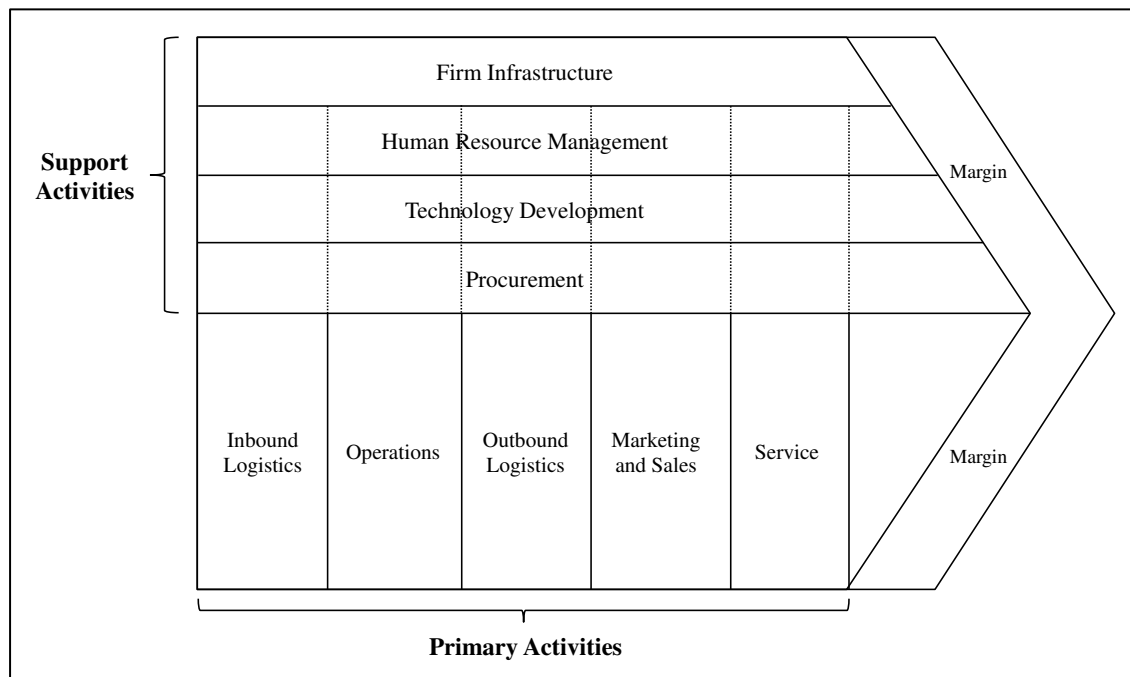 Firm Infrastructure
Human Resource Management
Support
Activities
Margin
Technology Development
Procurement
Inbound
Logistics
Operations
Outbound
Logistics
Marketing
and Sales
Service
Margin
Primary Activities